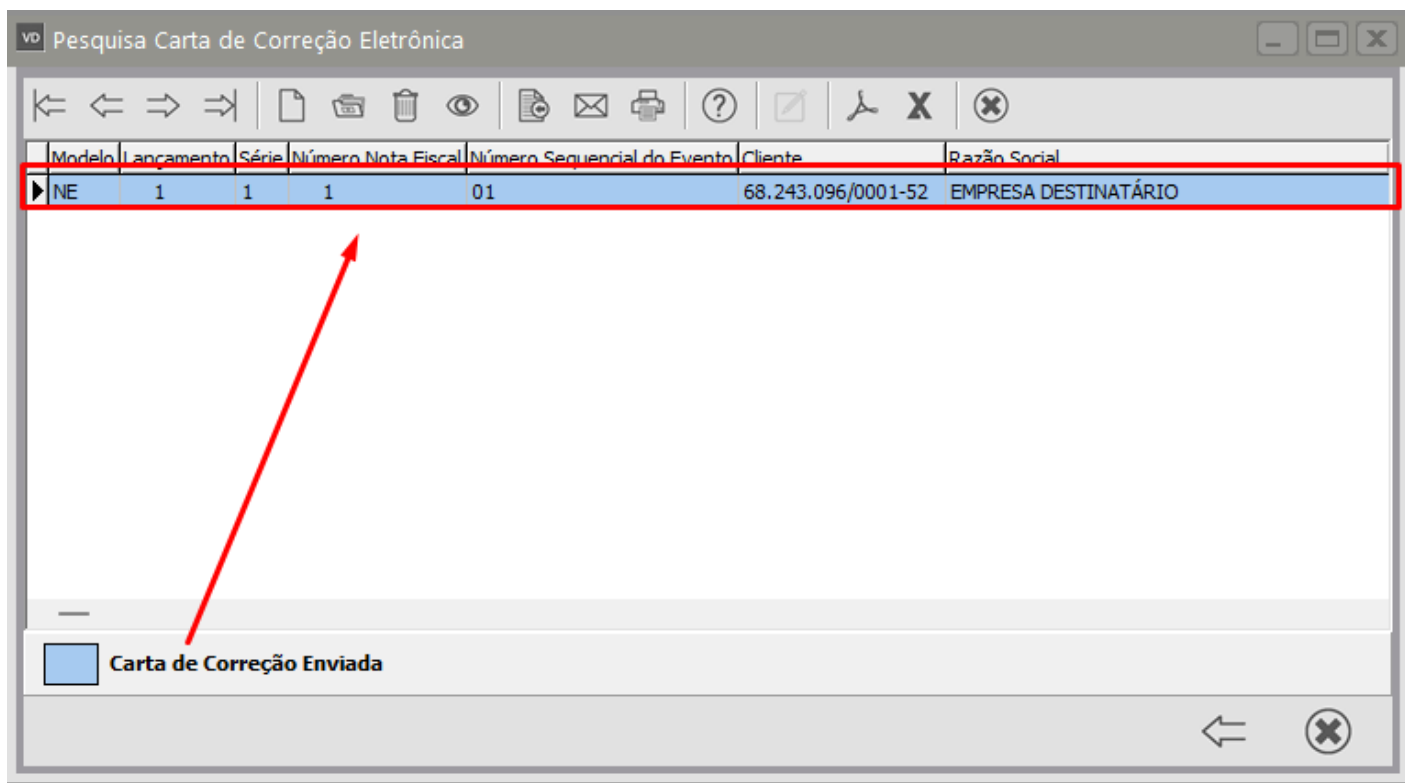 VD Pesquisa Carta de Correção Eletrônica
Modelo Lançamento Série Número Nota Fiscal Número Sequencial do Evento Cliente Razão Social
NE 1 1 1 01 68.243.096/0001-52 EMPRESA DESTINATÁRIO
Carta de Correção Enviada